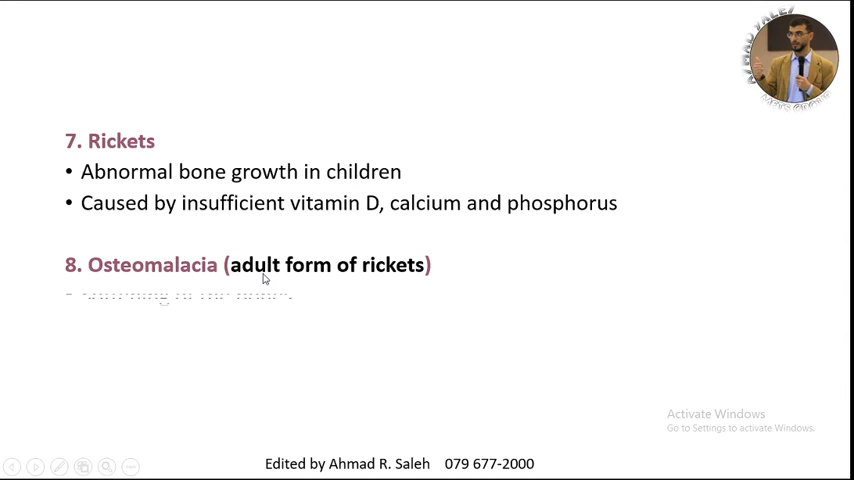 7. Rickets
• Abnormal bone growth in children
• Caused by insufficient vitamin D, calcium and phosphorus
8. Osteomalacia (adult form of rickets)
Activate Windows
Go to Settings to activate Windows.
Edited by Ahmad R. Saleh 079 677-2000